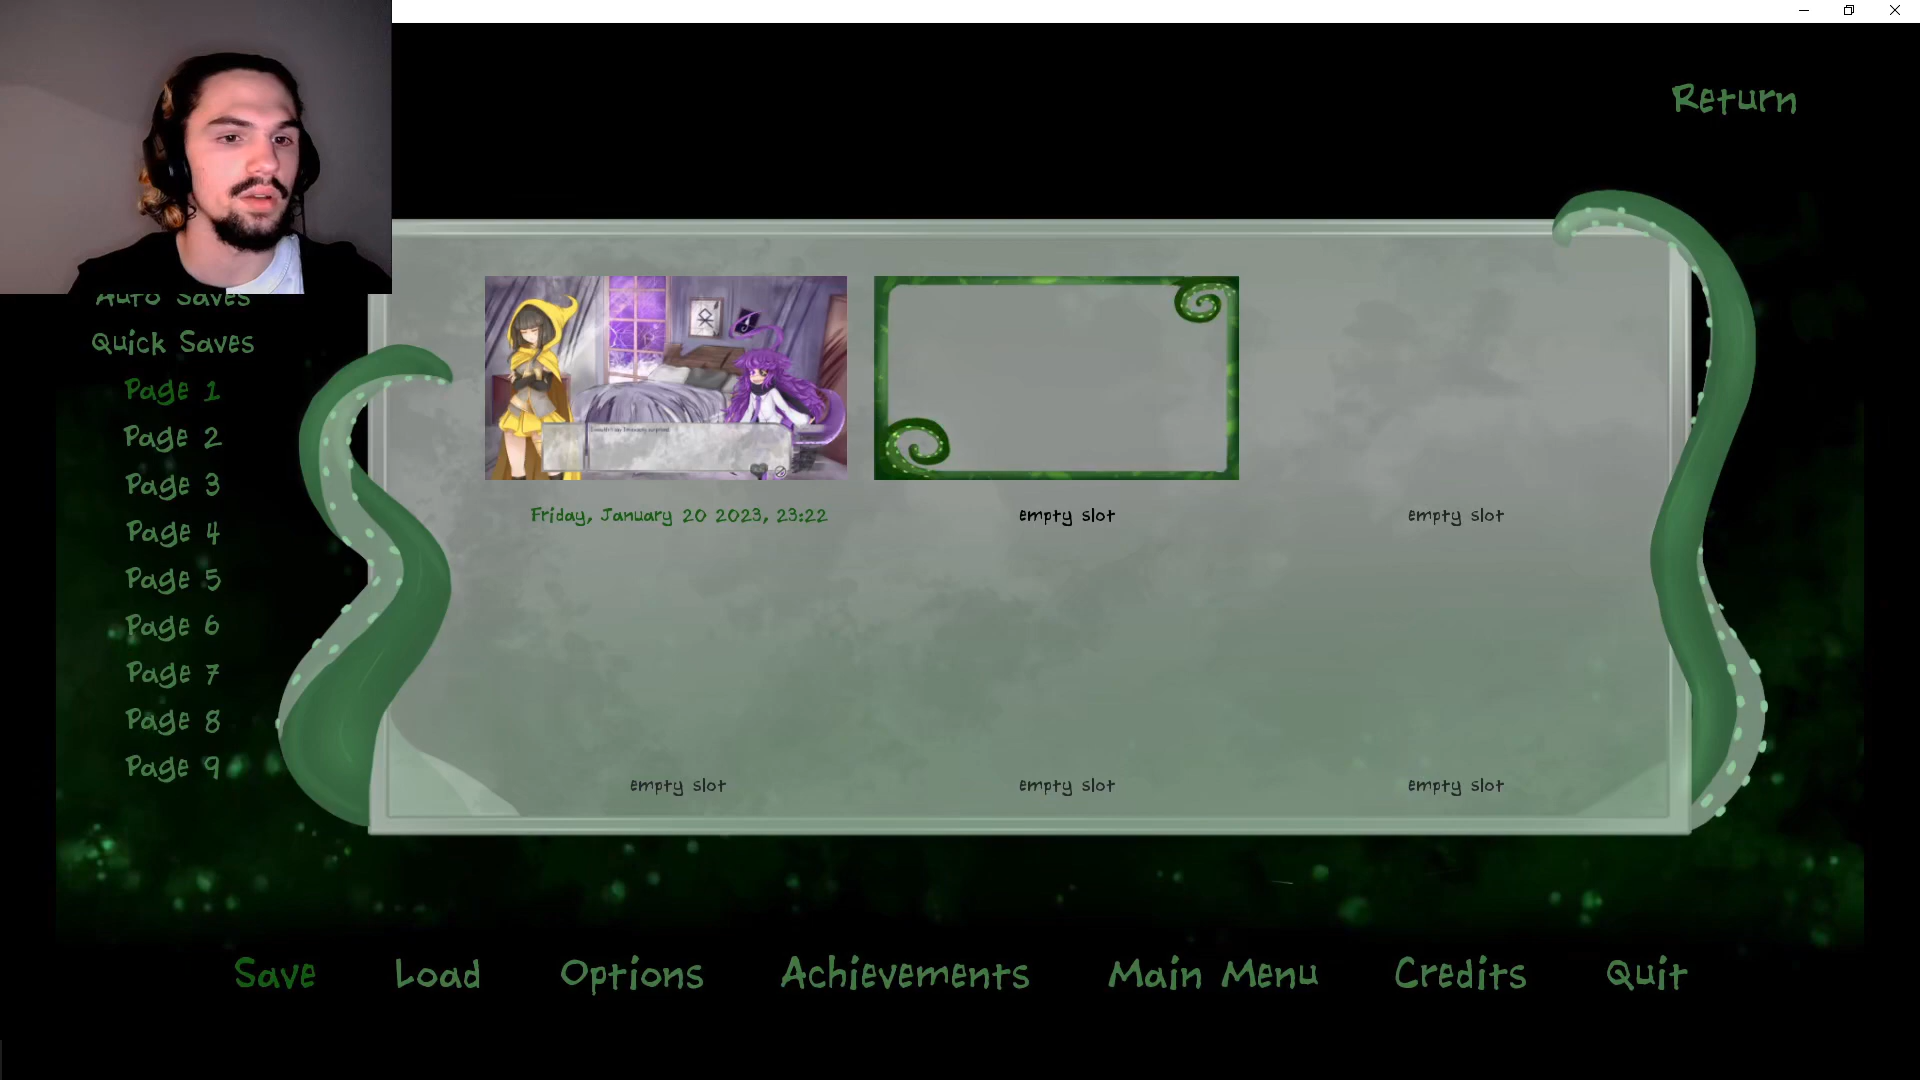 Return
Auto Saves
Quick Saves
Page 1
Page 2
Page 3
Page 4
Page 5
Page 6
Page 7
Page 8
Page 9
Friday, January 20 2023, 23:22
empty slot
empty slot
empty slot
empty slot
empty slot
Save
Load
Options
Achievements
Main Menu
Credits
Quit